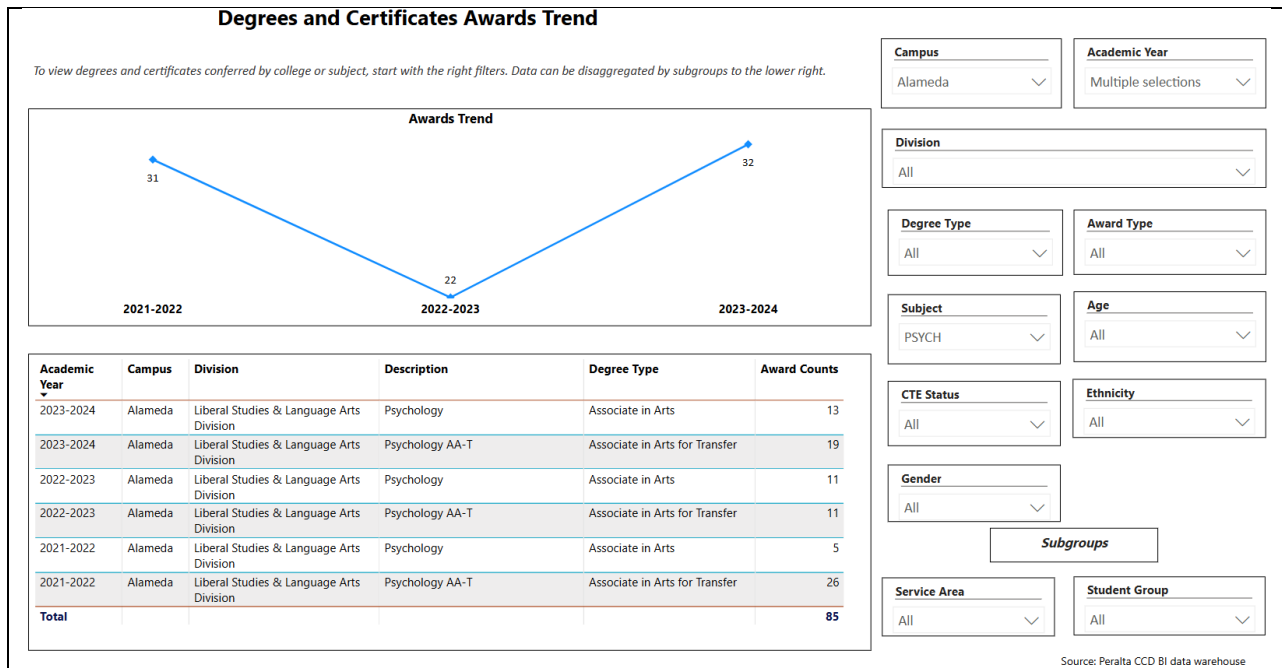 Degrees and Certificates Awards Trend
To view degrees and certificates conferred by college or subject, start with the right filters. Data can be disaggregated by subgroups to the lower right.
Awards Trend
31
22
32
2021-2022
2022-2023
2023-2024
Academic Year Campus Division Description Degree Type Award Counts
2023-2024 Alameda Liberal Studies & Language Arts Division Psychology Associate in Arts 13
2023-2024 Alameda Liberal Studies & Language Arts Division Psychology AA-T Associate in Arts for Transfer 19
2022-2023 Alameda Liberal Studies & Language Arts Division Psychology Associate in Arts 11
2022-2023 Alameda Liberal Studies & Language Arts Division Psychology AA-T Associate in Arts for Transfer 11
2021-2022 Alameda Liberal Studies & Language Arts Division Psychology Associate in Arts 5
2021-2022 Alameda Liberal Studies & Language Arts Division Psychology AA-T Associate in Arts for Transfer 26
Total 85
Campus
Alameda
Academic Year
Multiple selections
Division
All
Degree Type
All
Award Type
All
Subject
PSYCH
Age
All
CTE Status
All
Ethnicity
All
Gender
All
Subgroups
Service Area
All
Student Group
All
Source: Peralta CCD BI data warehouse